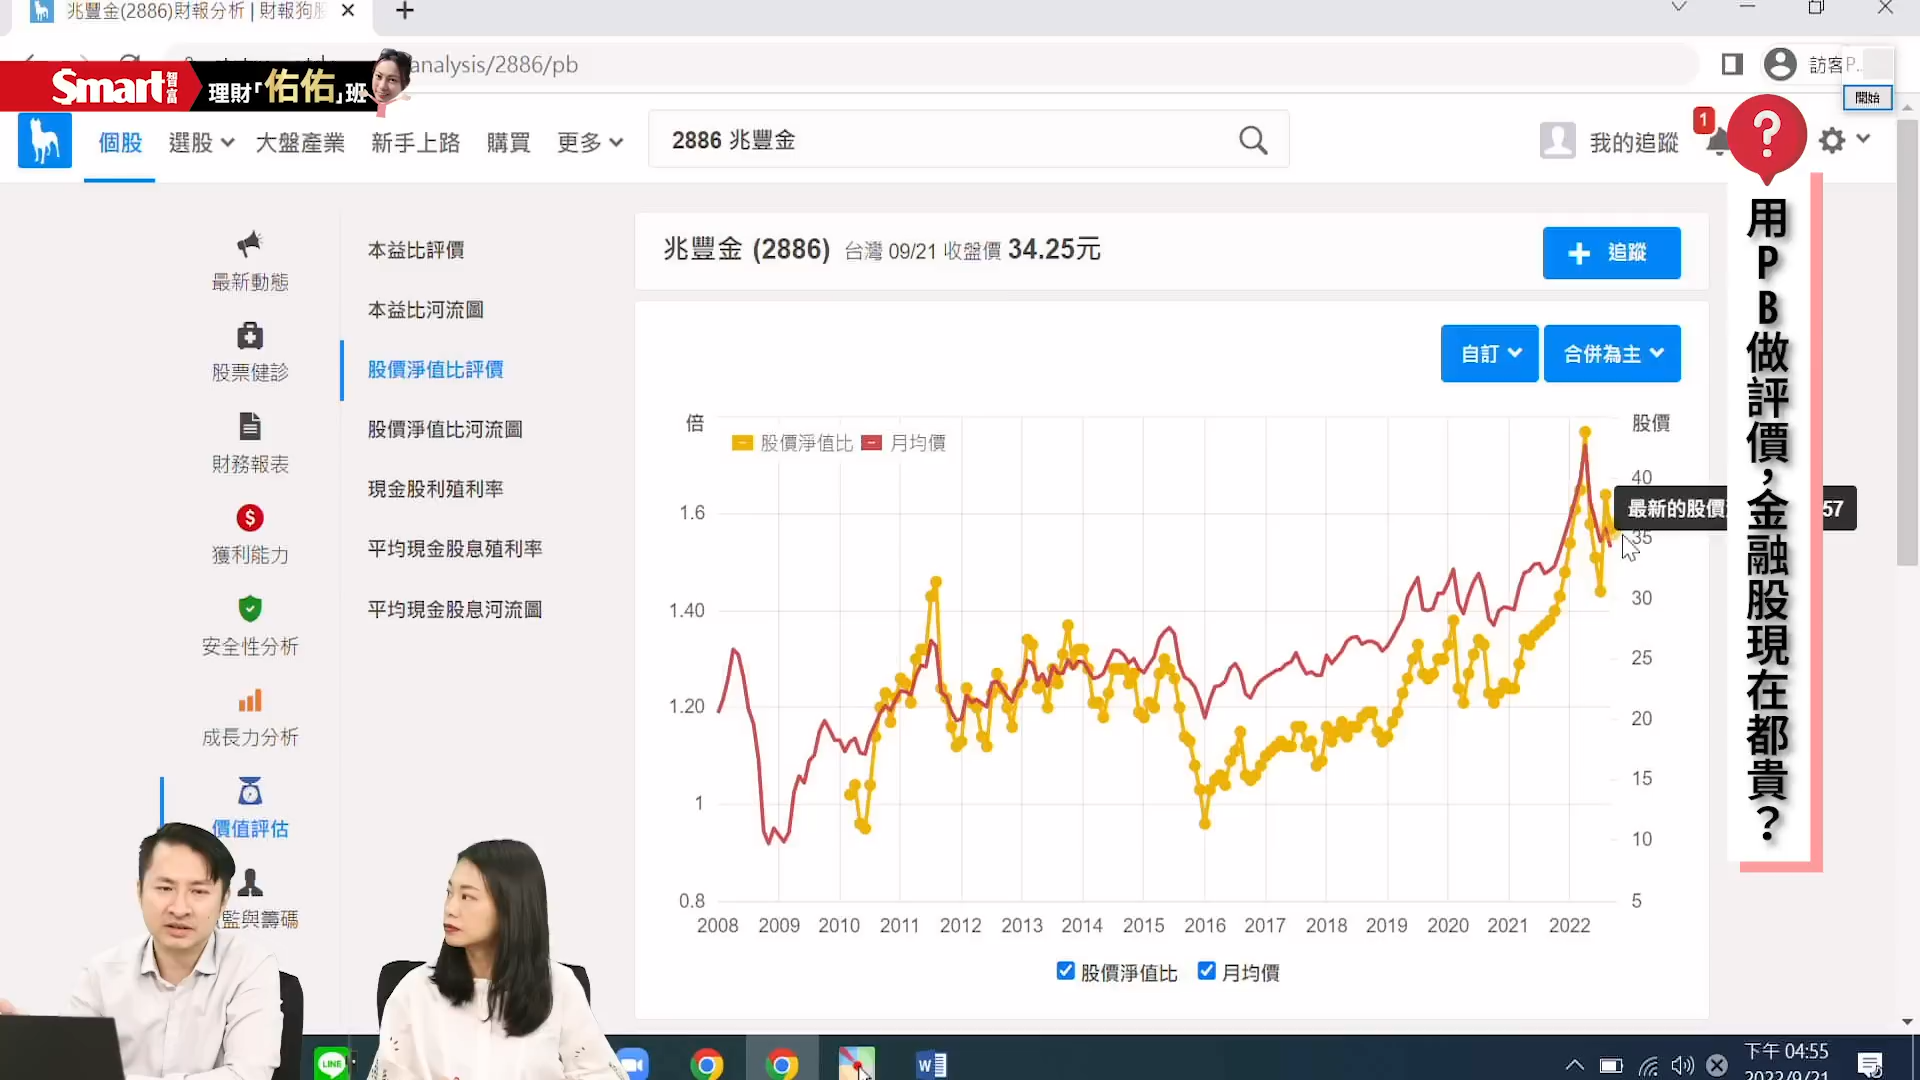 兆豐金(2886)財報分析 | 財報狗
analysis/2886/pb
訪客
開始
Smart智富
理財「佑佑」班
個股
選股
大盤產業
新手上路
購買
更多
2886 兆豐金
我的追蹤
1
?
用PB做評價,金融股現在都貴?
最新動態
股票健診
財務報表
獲利能力
安全性分析
成長力分析
價值評估
監與籌碼
本益比評價
本益比河流圖
股價淨值比評價
股價淨值比河流圖
現金股利殖利率
平均現金股息殖利率
平均現金股息河流圖
兆豐金 (2886) 台灣 09/21 收盤價 34.25元
+ 追蹤
自訂
合併為主
倍
股價
股價淨值比
月均價
1.6
1.40
1.20
1
0.8
40
35
30
25
20
15
10
5
最新的股價
57
2008 2009 2010 2011 2012 2013 2014 2015 2016 2017 2018 2019 2020 2021 2022
股價淨值比 月均價
LINE
W
下午 04:55
2022/9/21